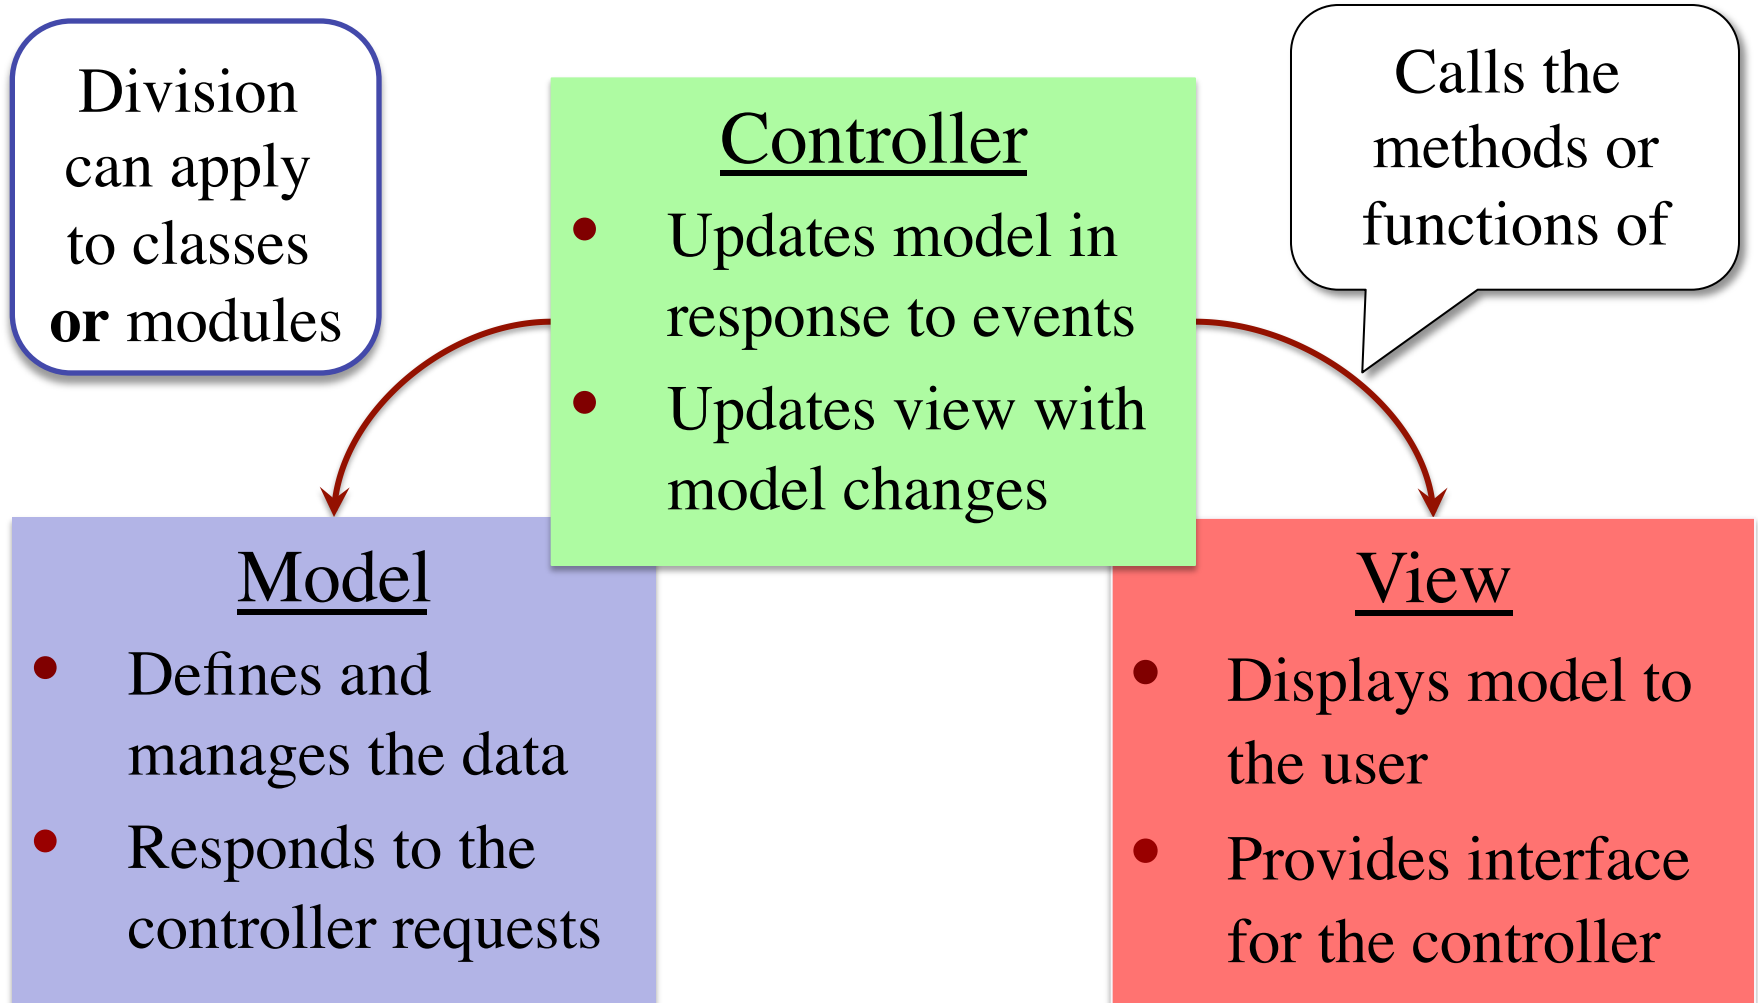 Division
can apply
to classes
or modules
Controller
• Updates model in
response to events
• Updates view with
model changes
Calls the
methods or
functions of
Model
• Defines and
manages the data
• Responds to the
controller requests
View
• Displays model to
the user
• Provides interface
for the controller